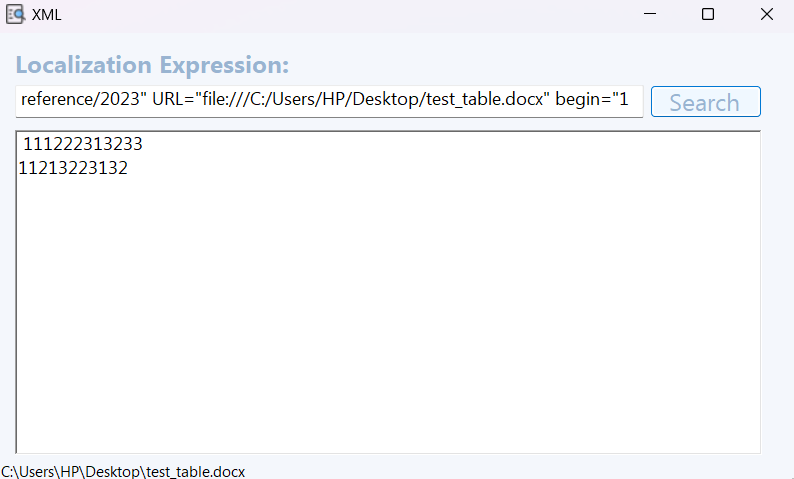 XML
Localization Expression:
reference/2023" URL="file:///C:/Users/HP/Desktop/test_table.docx" begin="1
Search
111222313233
11213223132
C:\Users\HP\Desktop\test_table.docx